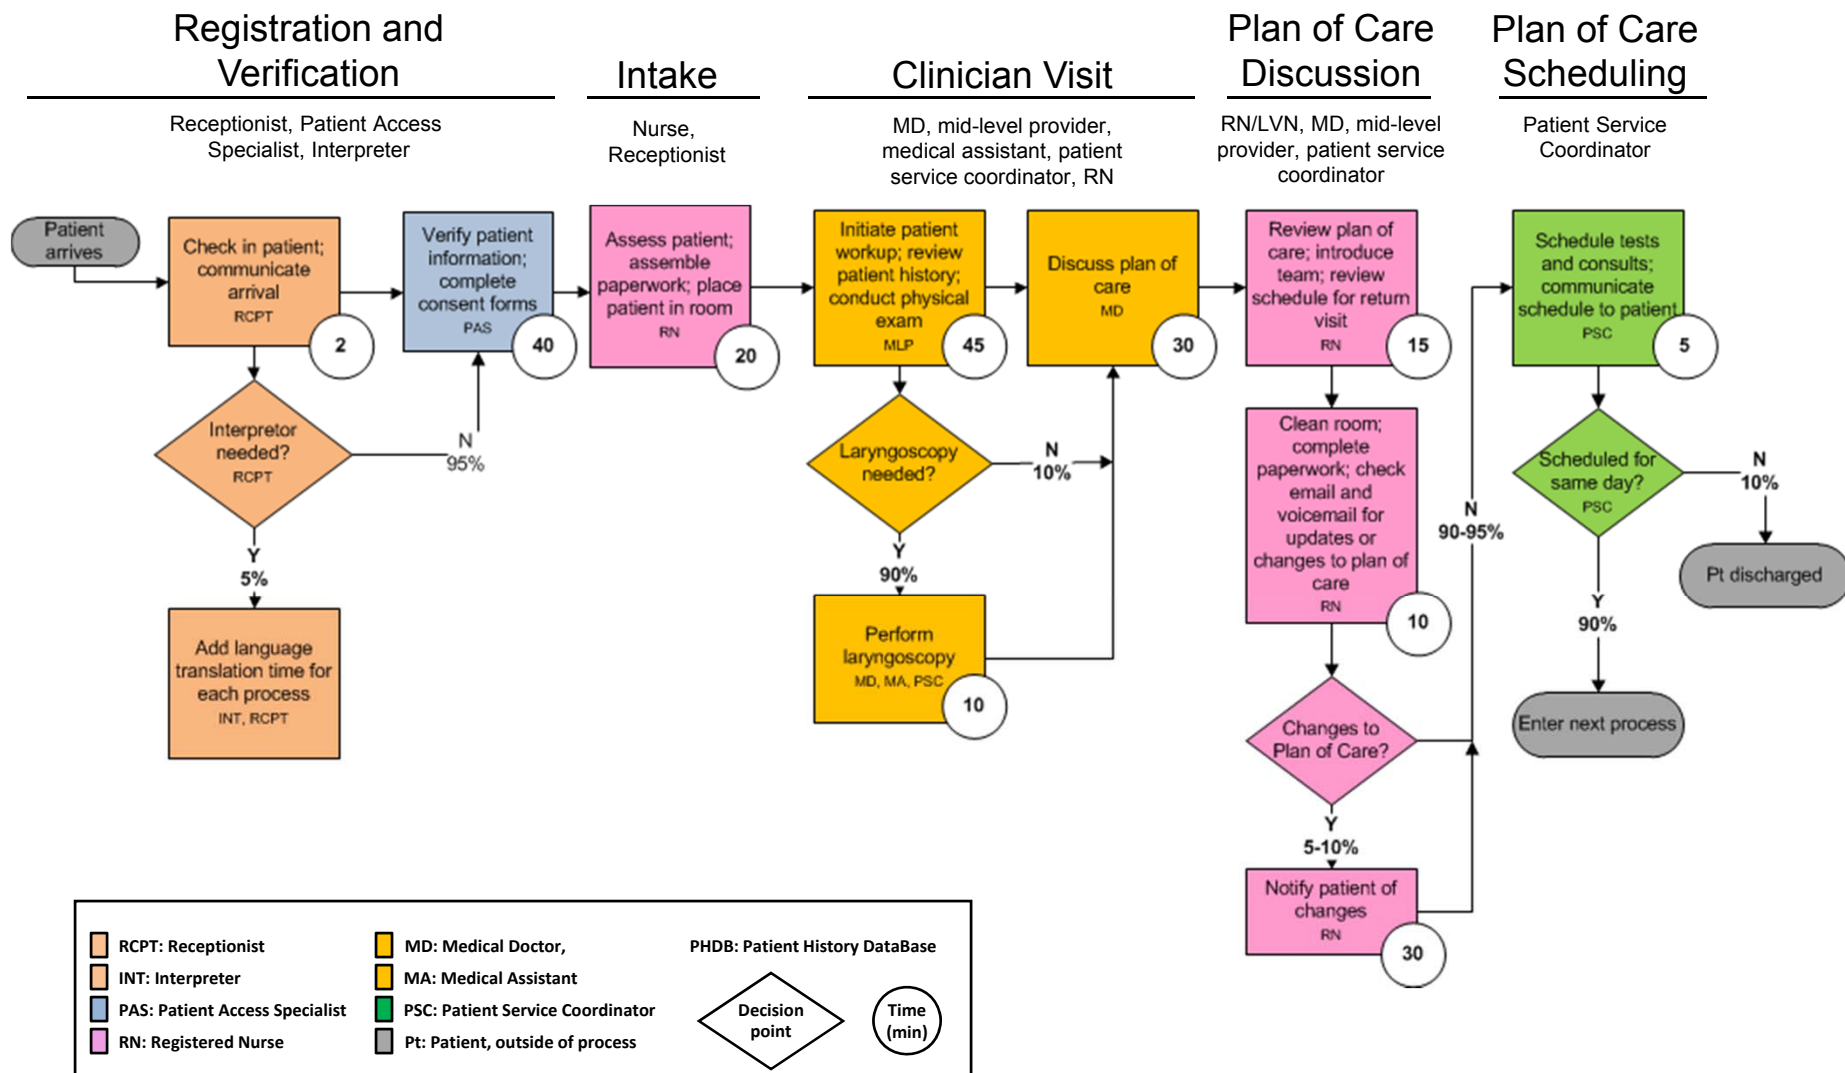 Registration and
Verification
Intake
Clinician Visit
Plan of Care
Discussion
Plan of Care
Scheduling
Receptionist, Patient Access
Specialist, Interpreter
Nurse,
Receptionist
MD, mid-level provider,
medical assistant, patient
service coordinator, RN
RN/LVN, MD, mid-level
provider, patient service
coordinator
Patient Service
Coordinator
Patient
arrives
Check in patient;
communicate
arrival
RCPT
2
Verify patient
information;
complete
consent forms
PAS
40
Assess patient;
assemble
paperwork; place
patient in room
RN
20
Initiate patient
workup; review
patient history;
conduct physical
exam
MLP
45
Discuss plan of
care
MD
30
Review plan of
care; introduce
team; review
schedule for return
visit
RN
15
Schedule tests
and consults;
communicate
schedule to patient
PSC
5
Interpretor
needed?
RCPT
N
95%
Y
5%
Add language
translation time for
each process
INT, RCPT
Laryngoscopy
needed?
N
10%
Y
90%
Perform
laryngoscopy
MD, MA, PSC
10
Clean room;
complete
paperwork; check
email and
voicemail for
updates or
changes to plan of
care
RN
10
Changes to
Plan of Care?
N
90-95%
Y
5-10%
Notify patient of
changes
RN
30
Scheduled for
same day?
PSC
N
10%
Pt discharged
Y
90%
Enter next process
RCPT: Receptionist
INT: Interpreter
PAS: Patient Access Specialist
RN: Registered Nurse
MD: Medical Doctor,
MA: Medical Assistant
PSC: Patient Service Coordinator
Pt: Patient, outside of process
PHDB: Patient History DataBase
Decision
point
Time
(min)